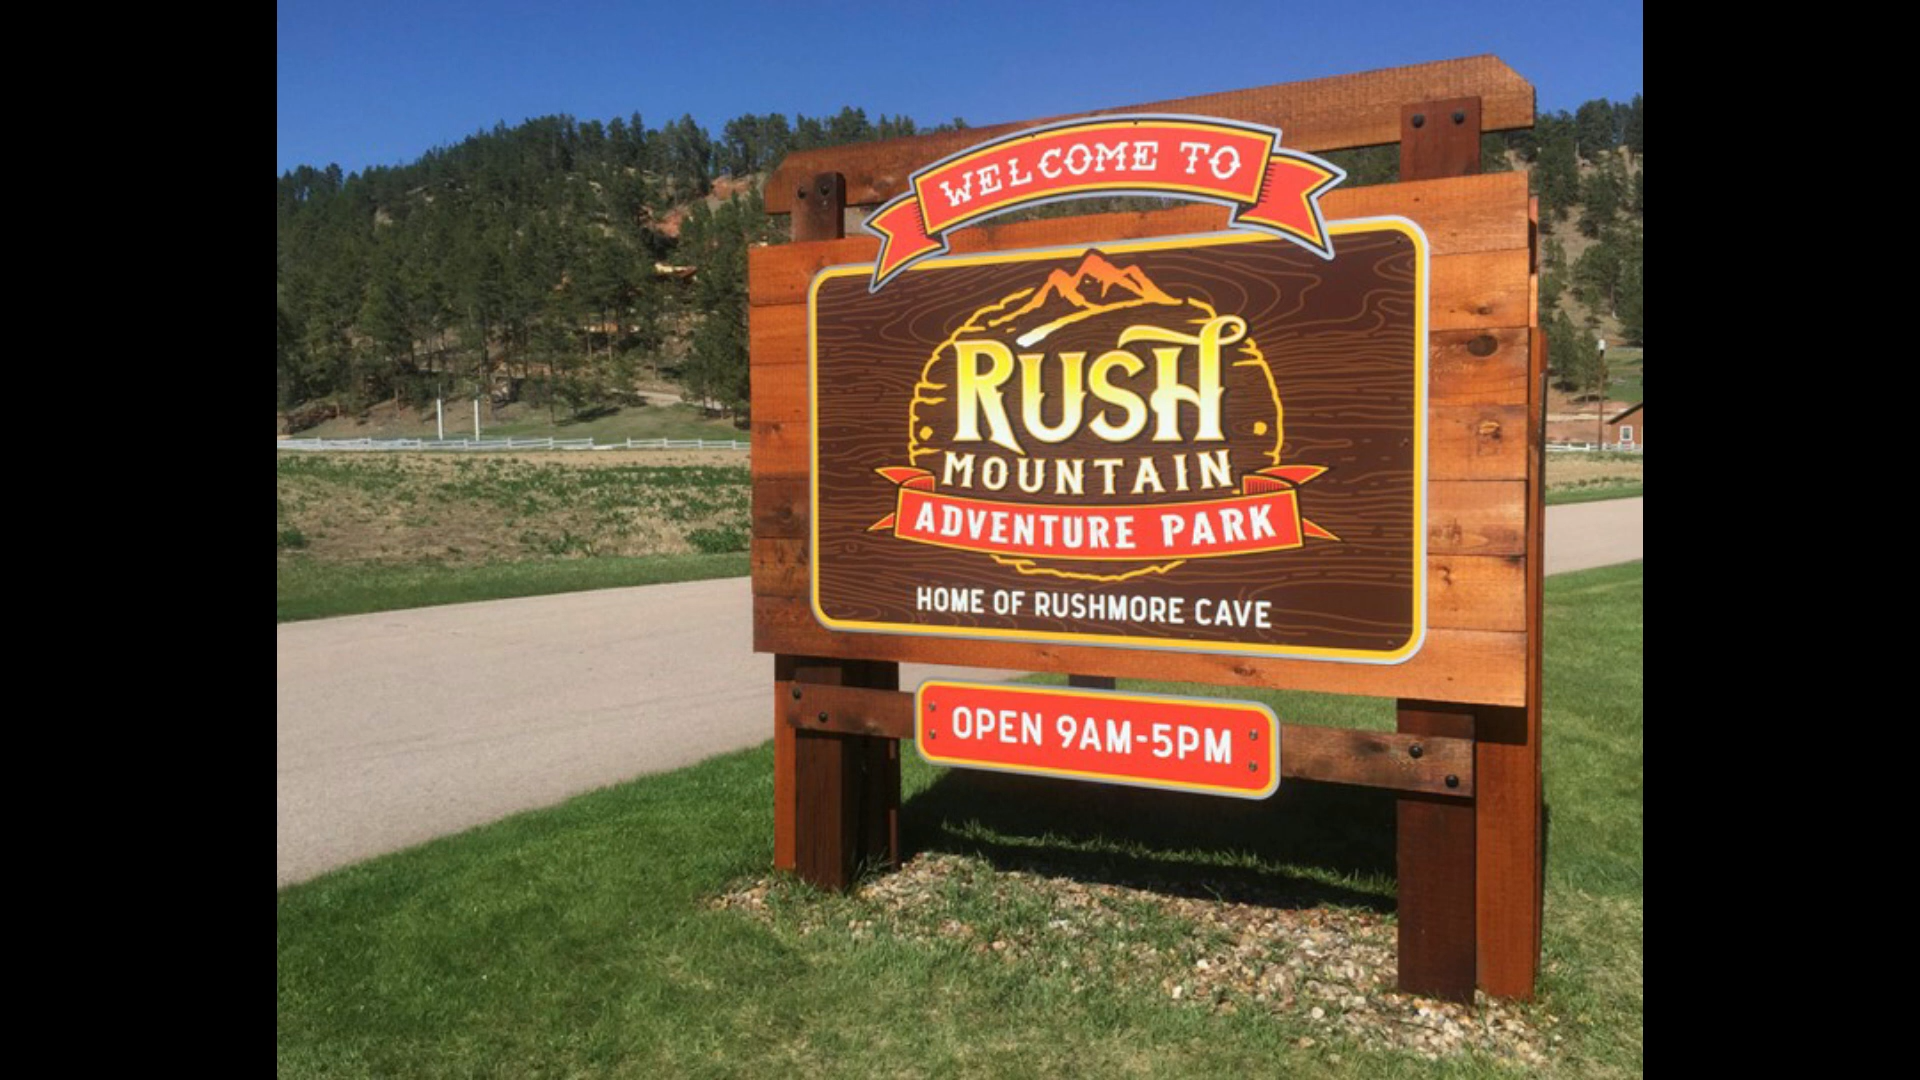 WELCOME TO
RUSH
MOUNTAIN
ADVENTURE PARK
HOME OF RUSHMORE CAVE
OPEN 9AM-5PM